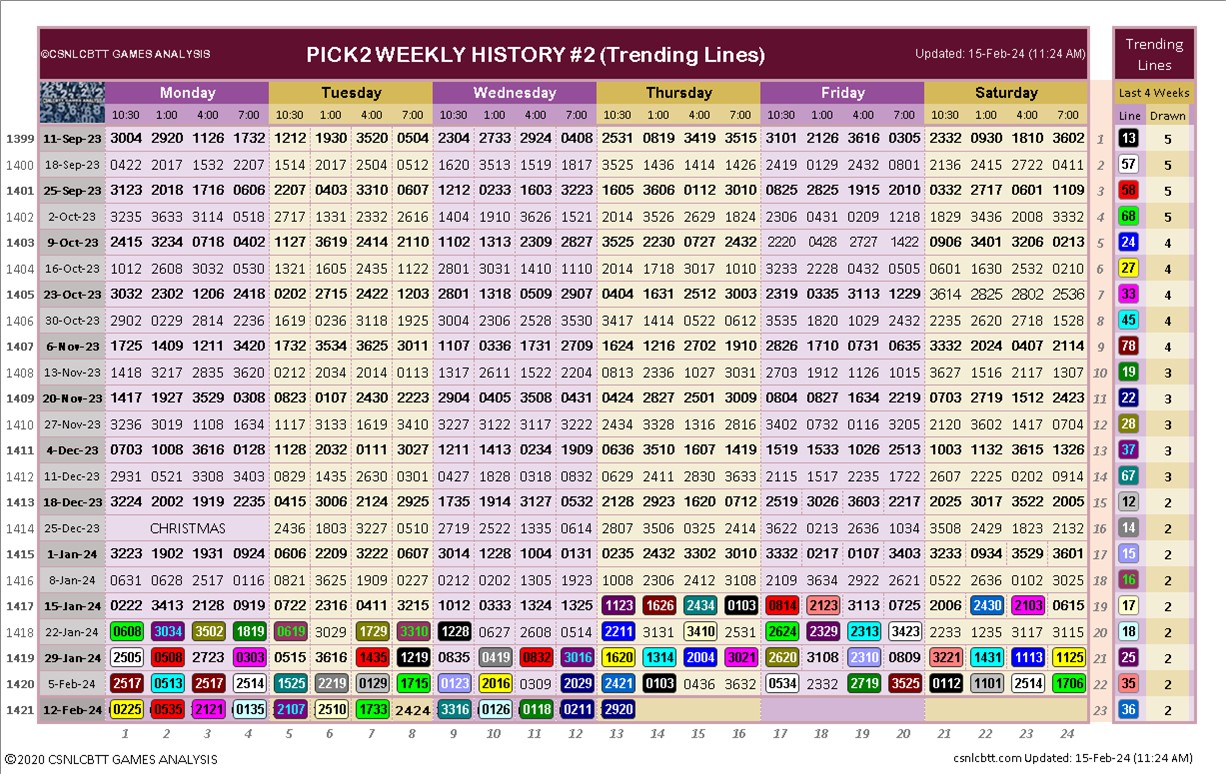 ©CSNLCBTT GAMES ANALYSIS PICK2 WEEKLY HISTORY #2 (Trending Lines) Updated: 15-Feb-24 (11:24 AM) Trending Lines
Monday Tuesday Wednesday Thursday Friday Saturday Last 4 Weeks
10:30 1:00 4:00 7:00 10:30 1:00 4:00 7:00 10:30 1:00 4:00 7:00 10:30 1:00 4:00 7:00 10:30 1:00 4:00 7:00 10:30 1:00 4:00 7:00 Line Drawn
1399 11-Sep-23 3004 2920 1126 1732 1212 1930 3520 0504 2304 2733 2924 0408 2531 0819 3419 3515 3101 2126 3616 0305 2332 0930 1810 3602 1 13 5
1400 18-Sep-23 0422 2017 1532 2207 1514 2017 2504 0512 1620 3513 1519 1817 3525 1436 1414 1426 2419 0129 2432 0801 2136 2415 2722 0411 2 57 5
1401 25-Sep-23 3123 2018 1716 0606 2207 0403 3310 0607 1212 0233 1603 3223 1605 3606 0112 3010 0825 2825 1915 2010 0332 2717 0601 1109 3 58 5
1402 2-Oct-23 3235 3633 3114 0518 2717 1331 2332 2616 1404 1910 3626 1521 2014 3526 2629 1824 2306 0431 0209 1218 1829 3436 2008 3332 4 68 5
1403 9-Oct-23 2415 3234 0718 0402 1127 3619 2414 2110 1102 1313 2309 2827 3525 2230 0727 2432 2220 0428 2727 1422 0906 3401 3206 0213 5 24 4
1404 16-Oct-23 1012 2608 3032 0530 1321 1605 2435 1122 2801 3031 1410 1110 2014 1718 3017 1010 3233 2228 0432 0505 0601 1630 2532 0210 6 27 4
1405 23-Oct-23 3032 2302 1206 2418 0202 2715 2422 1203 2801 1318 0509 2907 0404 1631 2512 3003 2319 0335 3113 1229 3614 2825 2802 2536 7 33 4
1406 30-Oct-23 2902 0229 2814 2236 1619 0236 3118 1925 3004 2306 2528 3530 3417 1414 0522 0612 3535 1820 1029 2432 2235 2620 2718 1528 8 45 4
1407 6-Nov-23 1725 1409 1211 3420 1732 3534 3625 3011 1107 0336 1731 2709 1624 1216 2702 1910 2826 1710 0731 0635 3332 2024 0407 2114 9 78 4
1408 13-Nov-23 1418 3217 2835 3620 0212 2034 2014 0113 1317 2611 1522 2204 0813 2336 1027 3031 2703 1912 1126 1015 3627 1516 2117 1307 10 19 3
1409 20-Nov-23 1417 1927 3529 0308 0823 0107 2430 2223 2904 0405 3508 0431 0424 2827 2501 3009 0804 0827 1634 2219 0703 2719 1512 2423 11 22 3
1410 27-Nov-23 3236 3019 1108 1634 1117 3133 1619 3410 3227 3122 3117 3222 2434 3328 1316 2816 3402 0732 0116 3205 2120 3602 1417 0704 12 28 3
1411 4-Dec-23 0703 1008 3616 0128 1128 2032 0111 3027 1211 1413 0234 1909 0636 3510 1607 1419 1519 1533 1026 2513 1003 1132 3615 1326 13 37 3
1412 11-Dec-23 2931 0521 3308 3403 0829 1435 2630 0301 0427 1828 0318 0832 0629 2411 2830 3633 2115 1517 2235 1722 2607 2225 0202 0914 14 67 3
1413 18-Dec-23 3224 2002 1919 2235 0415 3006 2124 2925 1735 1914 3127 0532 2128 2923 1620 0712 2519 3026 3603 2217 2025 3017 3522 2005 15 12 2
1414 25-Dec-23 CHRISTMAS 2436 1803 3227 0510 2719 2522 1335 0614 2807 3506 0325 2414 3622 0213 2636 1034 3508 2429 1823 2132 16 14 2
1415 1-Jan-24 3223 1902 1931 0924 0606 2209 3222 0607 3014 1228 1004 0131 0235 2432 3302 3010 3332 0217 0107 3403 3233 0934 3529 3601 17 15 2
1416 8-Jan-24 0631 0628 2517 0116 0821 3625 1909 0227 0212 0202 1305 1923 1008 2306 2412 3108 2109 3634 2922 2621 0522 2636 0102 3025 18 16 2
1417 15-Jan-24 0222 3413 2128 0919 0722 2316 0411 3215 1012 0333 1324 1325 1123 1626 2434 0103 0814 2123 3113 0725 2006 2430 2103 0615 19 17 2
1418 22-Jan-24 0608 3034 3502 1819 0619 3029 1729 3310 1228 0627 2608 0514 2211 3131 3410 2531 2624 2329 2313 3423 2233 1235 3117 3115 20 18 2
1419 29-Jan-24 2505 0508 2723 0303 0515 3616 1435 1219 0835 0419 0832 3016 1620 1314 2004 3021 2620 3108 2310 0809 3221 1431 1113 1125 21 25 2
1420 5-Feb-24 2517 0513 2517 2514 1525 2219 0129 1715 0123 2016 0309 2029 2421 0103 0436 3632 0534 2332 2719 3525 0112 1101 2514 1706 22 35 2
1421 12-Feb-24 0225 0535 2121 0135 2107 2510 1733 2424 3316 0126 0118 0211 2920 23 36 2
1 2 3 4 5 6 7 8 9 10 11 12 13 14 15 16 17 18 19 20 21 22 23 24
©2020 CSNLCBTT GAMES ANALYSIS csnlcbtt.com Updated: 15-Feb-24 (11:24 AM)